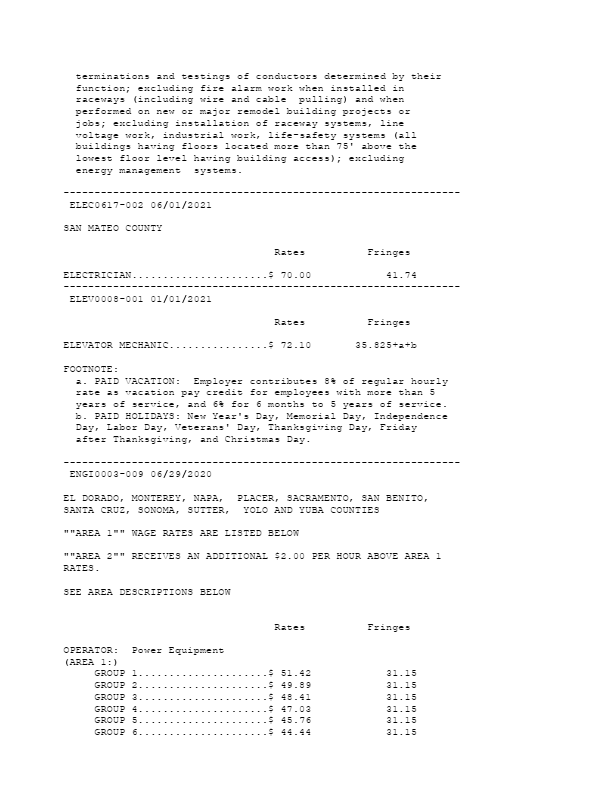 terminations and testings of conductors determined by their
function; excluding fire alarm work when installed in
raceways (including wire and cable  pulling) and when
performed on new or major remodel building projects or
jobs; excluding installation of raceway systems, line
voltage work, industrial work, life-safety systems (all
buildings having floors located more than 75' above the
lowest floor level having building access); excluding
energy management  systems.
----------------------------------------------------------------
ELEC0617-002 06/01/2021
SAN MATEO COUNTY
Rates          Fringes
ELECTRICIAN......................$ 70.00            41.74
----------------------------------------------------------------
ELEV0008-001 01/01/2021
Rates          Fringes
ELEVATOR MECHANIC................$ 72.10       35.825+a+b
FOOTNOTE:
a. PAID VACATION:  Employer contributes 8% of regular hourly
rate as vacation pay credit for employees with more than 5
years of service, and 6% for 6 months to 5 years of service.
b. PAID HOLIDAYS: New Year's Day, Memorial Day, Independence
Day, Labor Day, Veterans' Day, Thanksgiving Day, Friday
after Thanksgiving, and Christmas Day.
----------------------------------------------------------------
ENGI0003-009 06/29/2020
EL DORADO, MONTEREY, NAPA,  PLACER, SACRAMENTO, SAN BENITO,
SANTA CRUZ, SONOMA, SUTTER,  YOLO AND YUBA COUNTIES
""AREA 1"" WAGE RATES ARE LISTED BELOW
""AREA 2"" RECEIVES AN ADDITIONAL $2.00 PER HOUR ABOVE AREA 1
RATES.
SEE AREA DESCRIPTIONS BELOW
Rates          Fringes
OPERATOR:  Power Equipment
(AREA 1:)
GROUP 1.....................$ 51.42            31.15
GROUP 2.....................$ 49.89            31.15
GROUP 3.....................$ 48.41            31.15
GROUP 4.....................$ 47.03            31.15
GROUP 5.....................$ 45.76            31.15
GROUP 6.....................$ 44.44            31.15